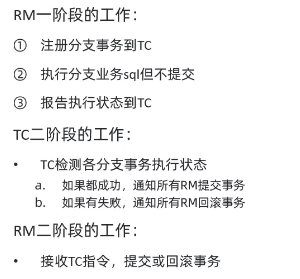 RM一阶段的工作：
① 注册分支事务到TC
② 执行分支业务sql但不提交
③ 报告执行状态到TC
TC二阶段的工作：
• TC检测各分支事务执行状态
a. 如果都成功，通知所有RM提交事务
b. 如果有失败，通知所有RM回滚事务
RM二阶段的工作：
• 接收TC指令，提交或回滚事务